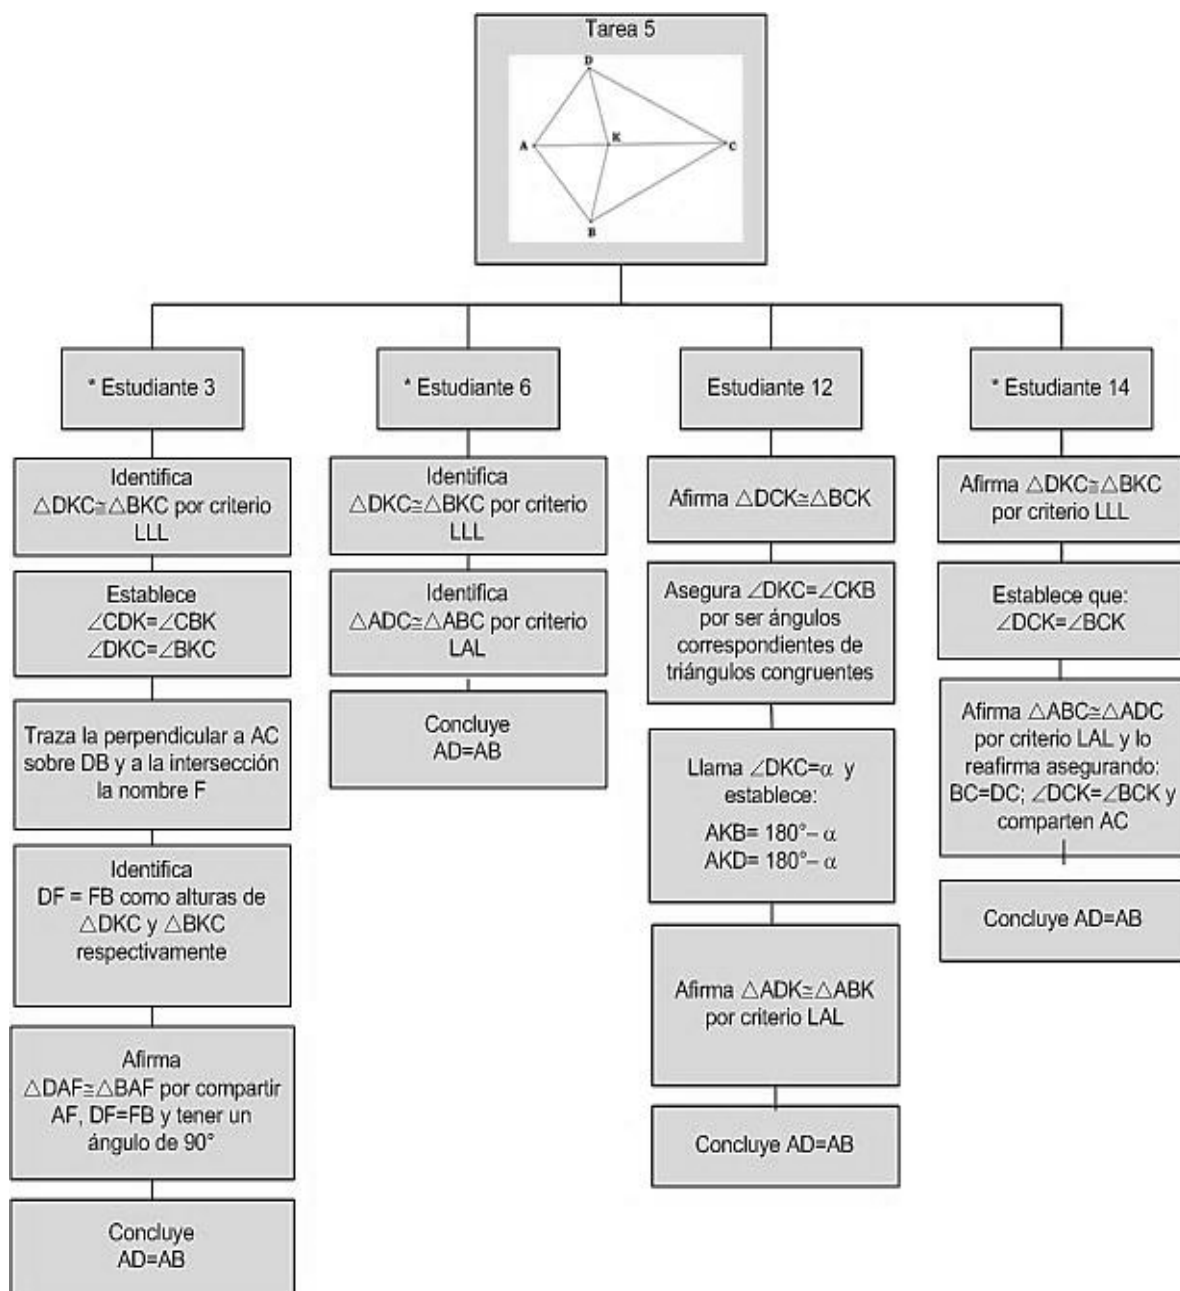 Tarea 5
D
A
K
C
B
* Estudiante 3
Identifica
△DKC≅△BKC por criterio
LLL
Establece
∠CDK=∠CBK
∠DKC=∠BKC
Traza la perpendicular a AC
sobre DB y a la intersección
la nombre F
Identifica
DF = FB como alturas de
△DKC y △BKC
respectivamente
Afirma
△DAF≅△BAF por compartir
AF, DF=FB y tener un
ángulo de 90°
Concluye
AD=AB
* Estudiante 6
Identifica
△DKC≅△BKC por criterio
LLL
Identifica
△ADC≅△ABC por criterio
LAL
Concluye
AD=AB
Estudiante 12
Afirma △DCK≅△BCK
Asegura ∠DKC=∠CKB
por ser ángulos
correspondientes de
triángulos congruentes
Llama ∠DKC=α y
establece:
AKB= 180°– α
AKD= 180°– α
Afirma △ADK≅△ABK
por criterio LAL
Concluye AD=AB
* Estudiante 14
Afirma △DKC≅△BKC
por criterio LLL
Establece que:
∠DCK=∠BCK
Afirma △ABC≅△ADC
por criterio LAL y lo
reafirma asegurando:
BC=DC; ∠DCK=∠BCK y
comparten AC
Concluye AD=AB